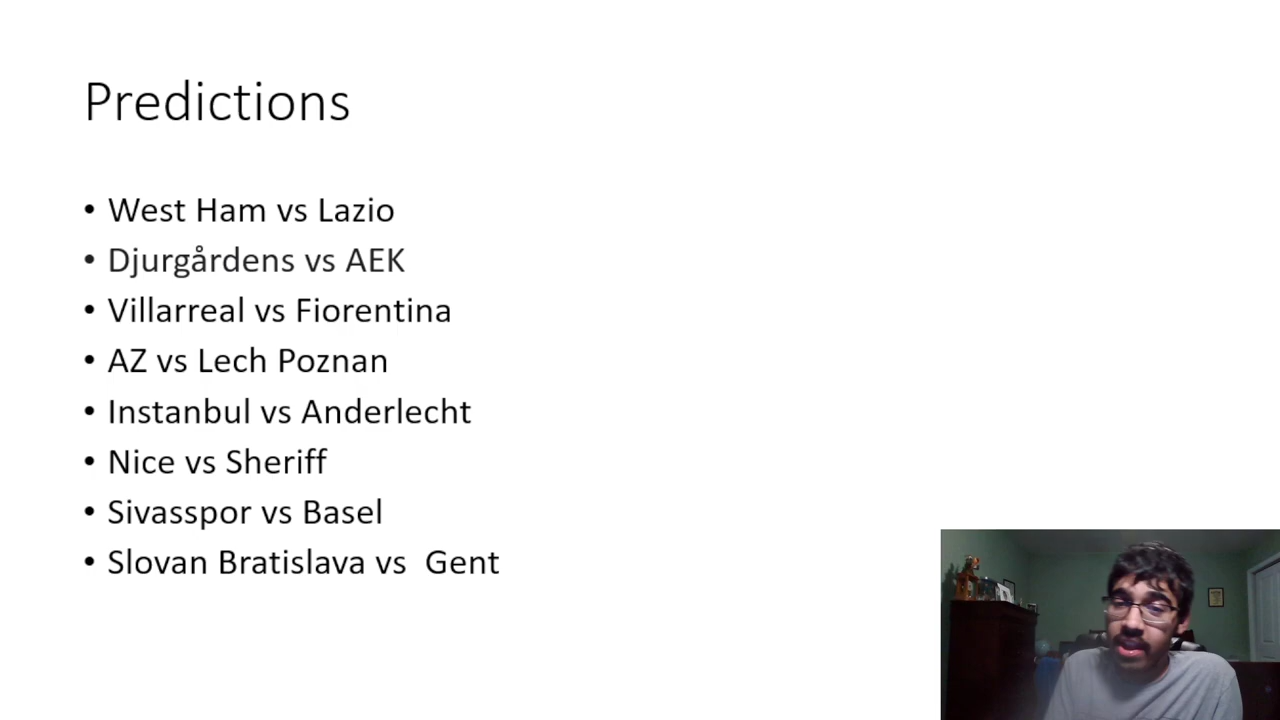 Predictions
• West Ham vs Lazio
• Djurgårdens vs AEK
• Villarreal vs Fiorentina
• AZ vs Lech Poznan
• Instanbul vs Anderlecht
• Nice vs Sheriff
• Sivasspor vs Basel
• Slovan Bratislava vs  Gent